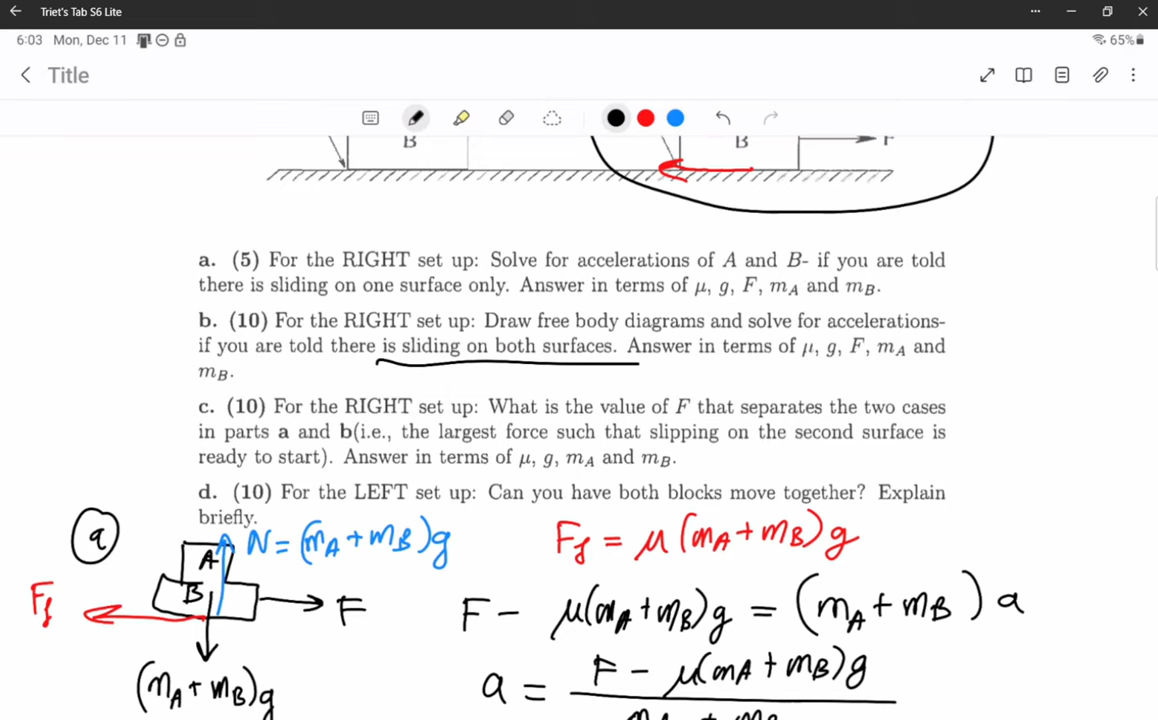 Triet's Tab S6 Lite
6:03 Mon, Dec 11
65%
Title
B
B
F
a. (5) For the RIGHT set up: Solve for accelerations of A and B- if you are told
there is sliding on one surface only. Answer in terms of μ, g, F, mA and mB.
b. (10) For the RIGHT set up: Draw free body diagrams and solve for accelerations-
if you are told there is sliding on both surfaces. Answer in terms of μ, g, F, mA and
mB.
c. (10) For the RIGHT set up: What is the value of F that separates the two cases
in parts a and b(i.e., the largest force such that slipping on the second surface is
ready to start). Answer in terms of μ, g, mA and mB.
d. (10) For the LEFT set up: Can you have both blocks move together? Explain
briefly.
a
N = (mA + mB)g
Ff = μ (mA + mB)g
A
B
Ff
F
F - μ(mA + mB)g = (mA + mB) a
(mA + mB)g
a = F - μ(mA + mB)g